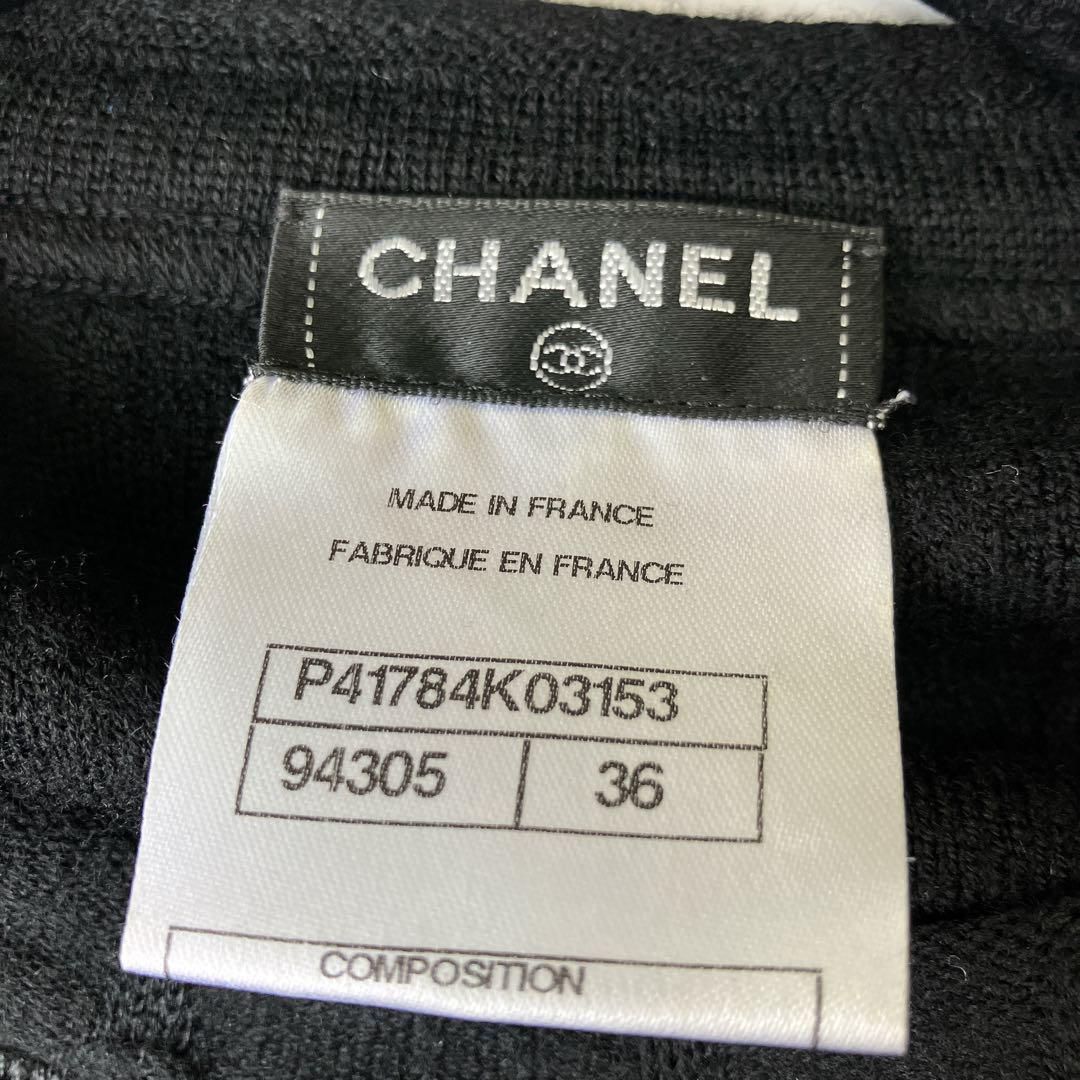 CHANEL
MADE IN FRANCE
FABRIQUE EN FRANCE
P41784K03153
94305 36
COMPOSITION